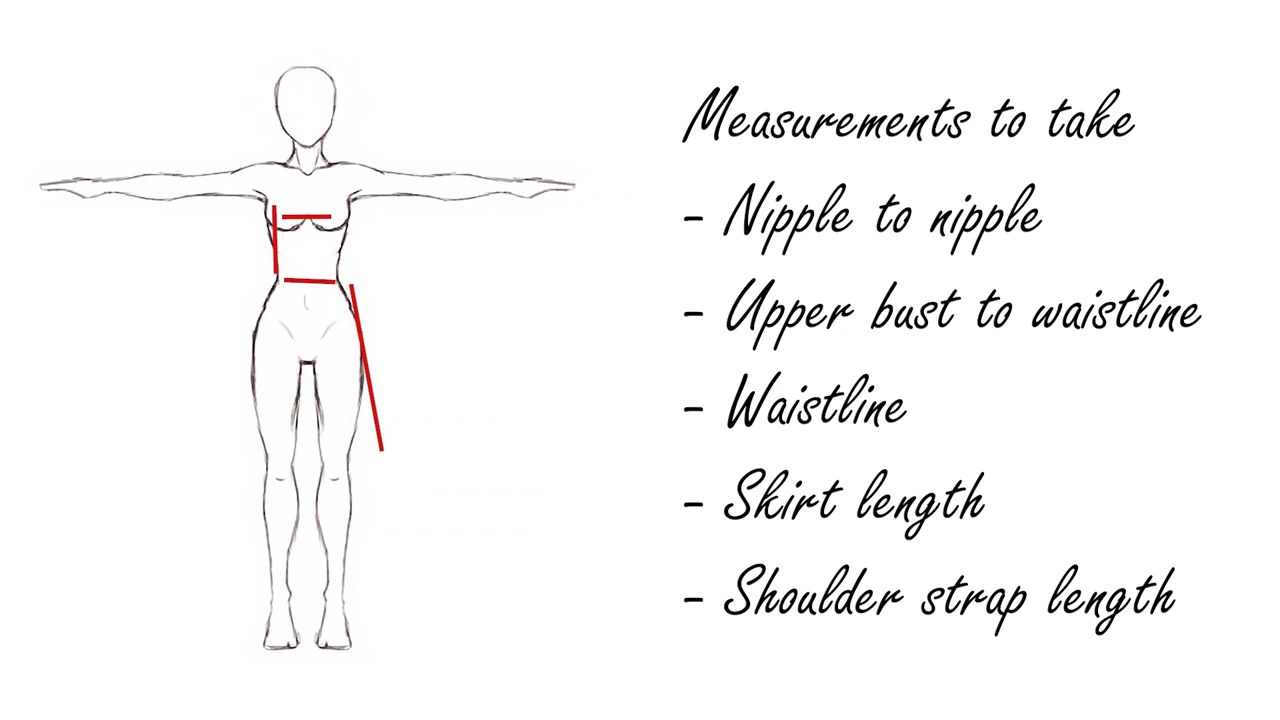 Measurements to take
- Nipple to nipple
- Upper bust to waistline
- Waistline
- Skirt length
- Shoulder strap length